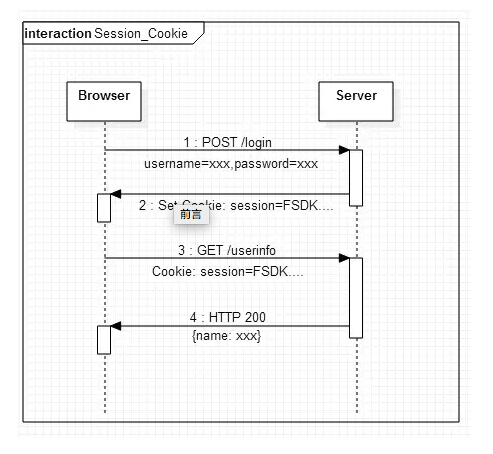 interaction Session_Cookie
Browser
Server
1 : POST /login
username=xxx,password=xxx
2 : Set-Cookie: session=FSDK....
前言
3 : GET /userinfo
Cookie: session=FSDK....
4 : HTTP 200
{name: xxx}